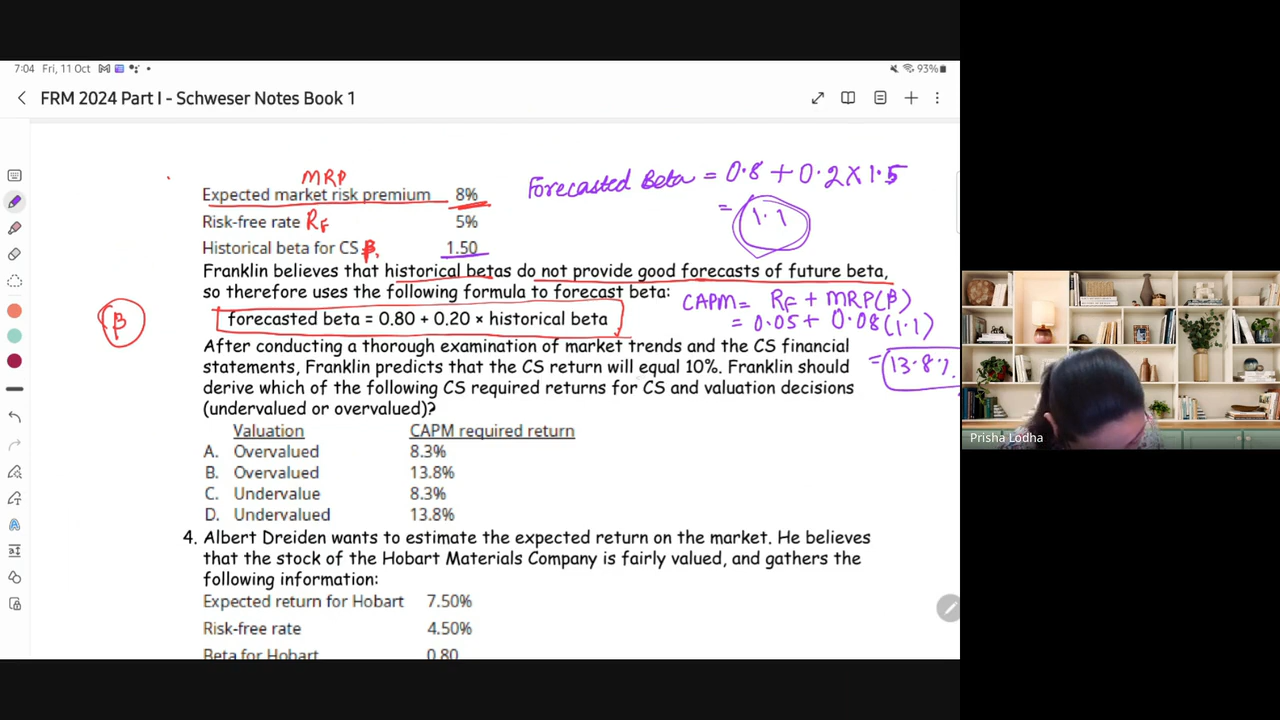 7:04 Fri, 11 Oct
93%
FRM 2024 Part I - Schweser Notes Book 1
MRP
Expected market risk premium 8%
Forecasted Beta = 0.8 + 0.2 X 1.5
= 1.1
Risk-free rate RF 5%
Historical beta for CS β. 1.50
Franklin believes that historical betas do not provide good forecasts of future beta,
so therefore uses the following formula to forecast beta:
CAPM = RF + MRP(β)
β
forecasted beta = 0.80 + 0.20 × historical beta
= 0.05 + 0.08(1.1)
After conducting a thorough examination of market trends and the CS financial
statements, Franklin predicts that the CS return will equal 10%. Franklin should
= 13.8%.
derive which of the following CS required returns for CS and valuation decisions
(undervalued or overvalued)?
Valuation CAPM required return
A. Overvalued 8.3%
B. Overvalued 13.8%
C. Undervalue 8.3%
D. Undervalued 13.8%
4. Albert Dreiden wants to estimate the expected return on the market. He believes
that the stock of the Hobart Materials Company is fairly valued, and gathers the
following information:
Expected return for Hobart 7.50%
Risk-free rate 4.50%
Beta for Hobart 0.80
Prisha Lodha